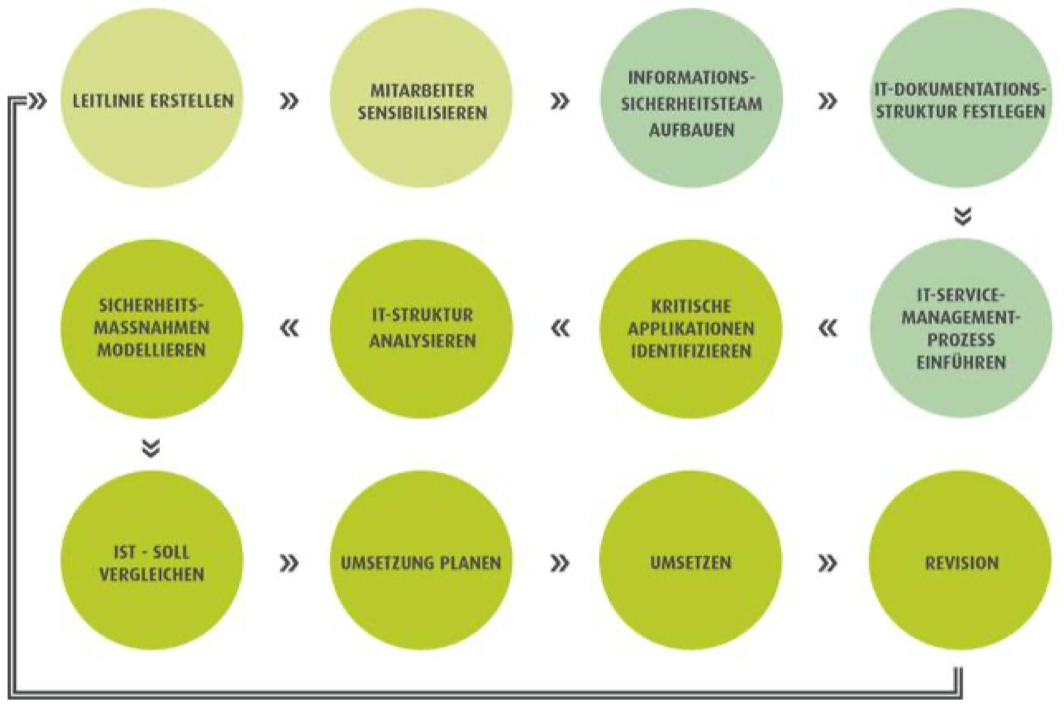 LEITLINIE ERSTELLEN
MITARBEITER
SENSIBILISIEREN
INFORMATIONS-
SICHERHEITSTEAM
AUFBAUEN
IT-DOKUMENTATIONS-
STRUKTUR FESTLEGEN
IT-SERVICE-
MANAGEMENT-
PROZESS
EINFÜHREN
KRITISCHE
APPLIKATIONEN
IDENTIFIZIEREN
IT-STRUKTUR
ANALYSIEREN
SICHERHEITS-
MASSNAHMEN
MODELLIEREN
IST - SOLL
VERGLEICHEN
UMSETZUNG PLANEN
UMSETZEN
REVISION